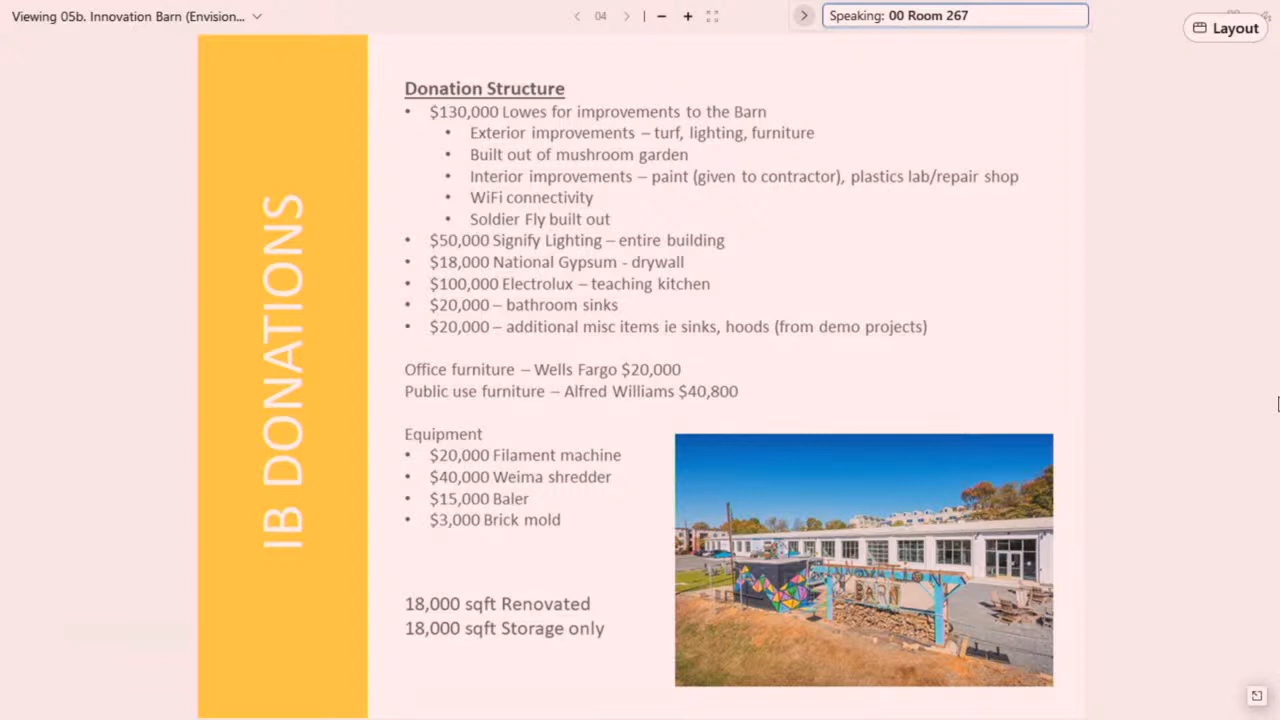 Viewing 05b. Innovation Barn (Envision...
04
Speaking: 00 Room 267
Layout
IB DONATIONS
Donation Structure
• $130,000 Lowes for improvements to the Barn
• Exterior improvements – turf, lighting, furniture
• Built out of mushroom garden
• Interior improvements – paint (given to contractor), plastics lab/repair shop
• WiFi connectivity
• Soldier Fly built out
• $50,000 Signify Lighting – entire building
• $18,000 National Gypsum - drywall
• $100,000 Electrolux – teaching kitchen
• $20,000 – bathroom sinks
• $20,000 – additional misc items ie sinks, hoods (from demo projects)
Office furniture – Wells Fargo $20,000
Public use furniture – Alfred Williams $40,800
Equipment
• $20,000 Filament machine
• $40,000 Weima shredder
• $15,000 Baler
• $3,000 Brick mold
BARN
18,000 sqft Renovated
18,000 sqft Storage only